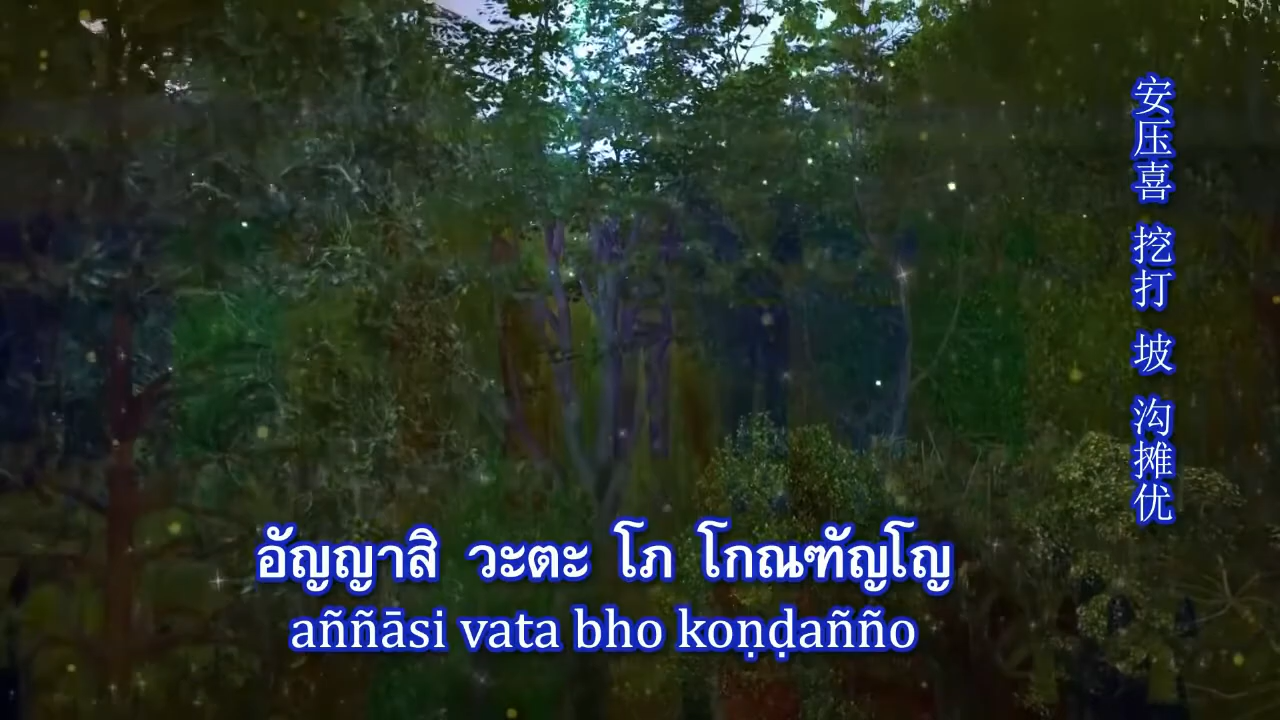 安压喜 挖打 坡 沟摊优
อัญญาสิ วะตะ โภ โกณฑัญโญ
aññāsi vata bho koṇḍañño